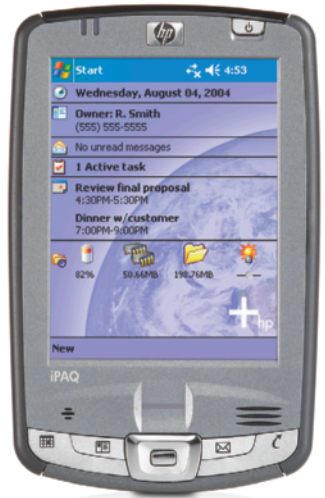 hp
Start 4:53
Wednesday, August 04, 2004
Owner: R. Smith
(555) 555-5555
No unread messages
1 Active task
Review final proposal
4:30PM-5:30PM
Dinner w/customer
7:00PM-9:00PM
82% 50.66MB 198.76MB
hp
New
iPAQ